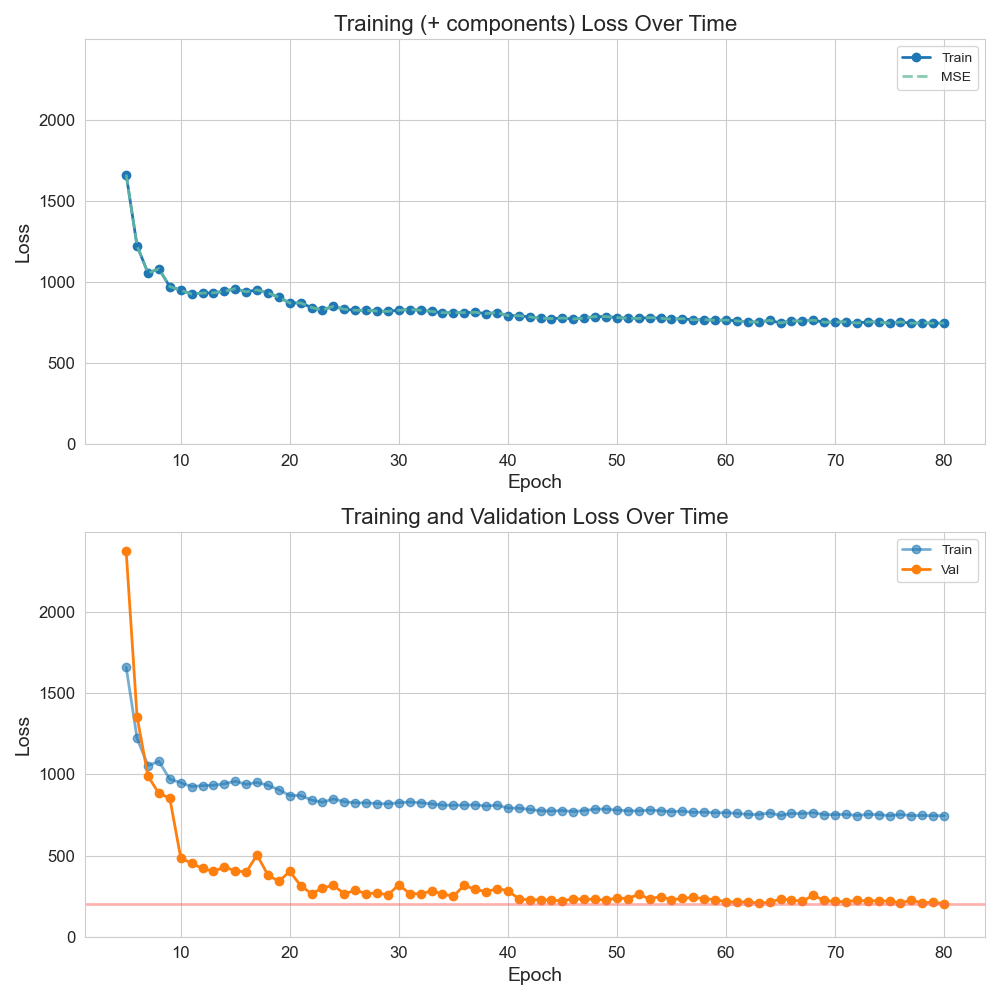 Training (+ components) Loss Over Time
Train
MSE
2000
1500
1000
500
0
Loss
10 20 30 40 50 60 70 80
Epoch
Training and Validation Loss Over Time
Train
Val
2000
1500
1000
500
0
Loss
10 20 30 40 50 60 70 80
Epoch